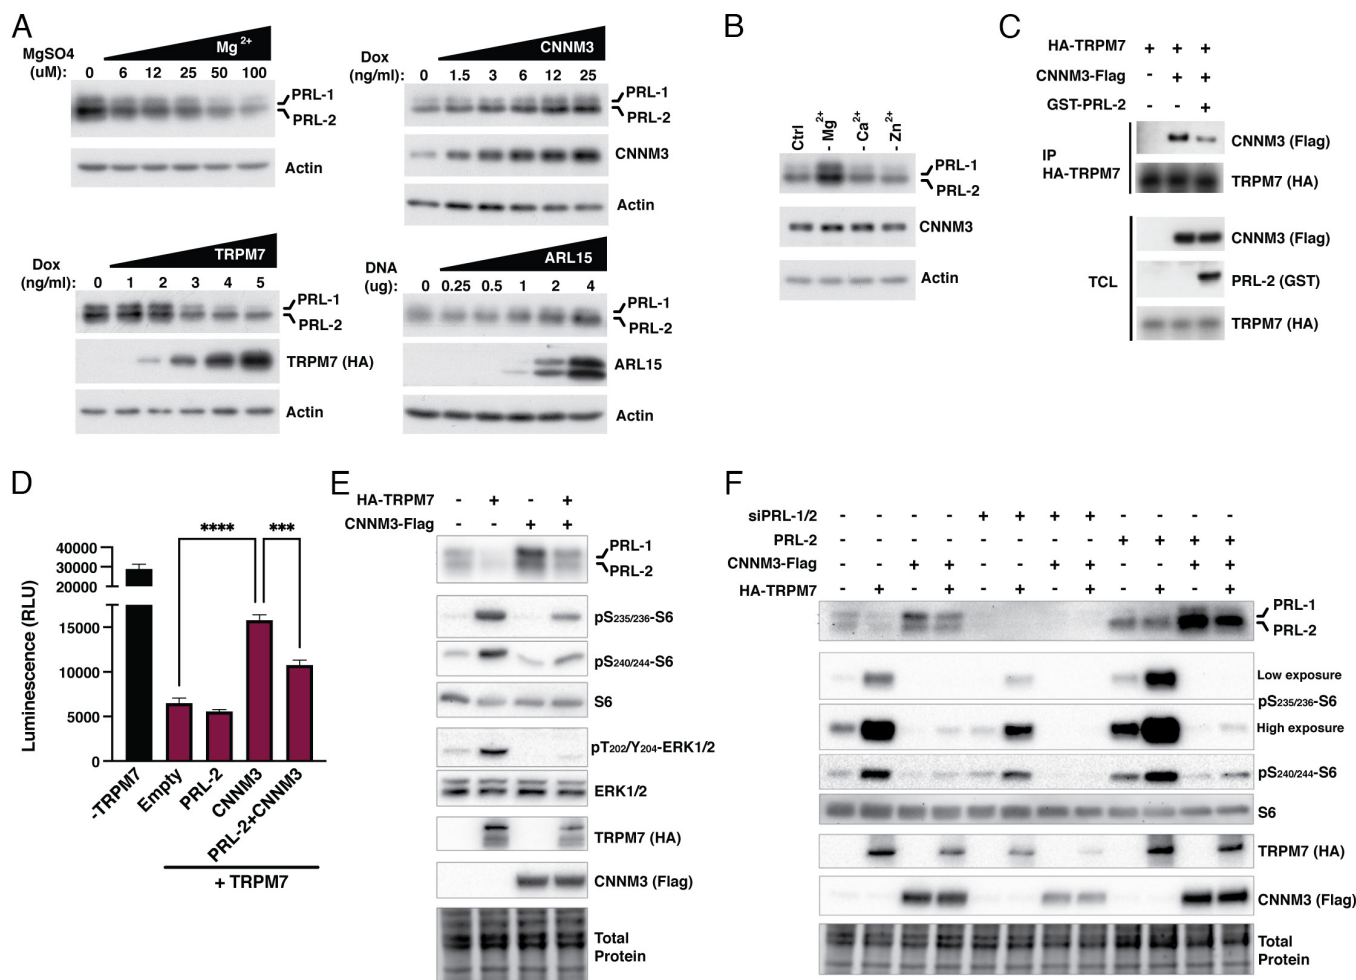 A
MgSO4
(uM):
Mg 2+
0 6 12 25 50 100
PRL-1
PRL-2
Actin
Dox
(ng/ml):
CNNM3
0 1.5 3 6 12 25
PRL-1
PRL-2
CNNM3
Actin
Dox
(ng/ml):
TRPM7
0 1 2 3 4 5
PRL-1
PRL-2
TRPM7 (HA)
Actin
DNA
(ug):
ARL15
0 0.25 0.5 1 2 4
PRL-1
PRL-2
ARL15
Actin
B
Ctrl
- Mg2+
- Ca2+
- Zn2+
PRL-1
PRL-2
CNNM3
Actin
C
HA-TRPM7 + + +
CNNM3-Flag - + +
GST-PRL-2 - - +
IP
HA-TRPM7
CNNM3 (Flag)
TRPM7 (HA)
TCL
CNNM3 (Flag)
PRL-2 (GST)
TRPM7 (HA)
D
Luminescence (RLU)
40000
30000
20000
15000
10000
5000
0
****
***
-TRPM7
Empty
PRL-2
CNNM3
PRL-2+CNNM3
+ TRPM7
E
HA-TRPM7 - + - +
CNNM3-Flag - - + +
PRL-1
PRL-2
pS235/236-S6
pS240/244-S6
S6
pT202/Y204-ERK1/2
ERK1/2
TRPM7 (HA)
CNNM3 (Flag)
Total
Protein
F
siPRL-1/2 - - - - + + + + - - - -
PRL-2 - - - - - - - - + + + +
CNNM3-Flag - - + + - - + + - - + +
HA-TRPM7 - + - + - + - + - + - +
PRL-1
PRL-2
Low exposure
pS235/236-S6
High exposure
pS240/244-S6
S6
TRPM7 (HA)
CNNM3 (Flag)
Total
Protein